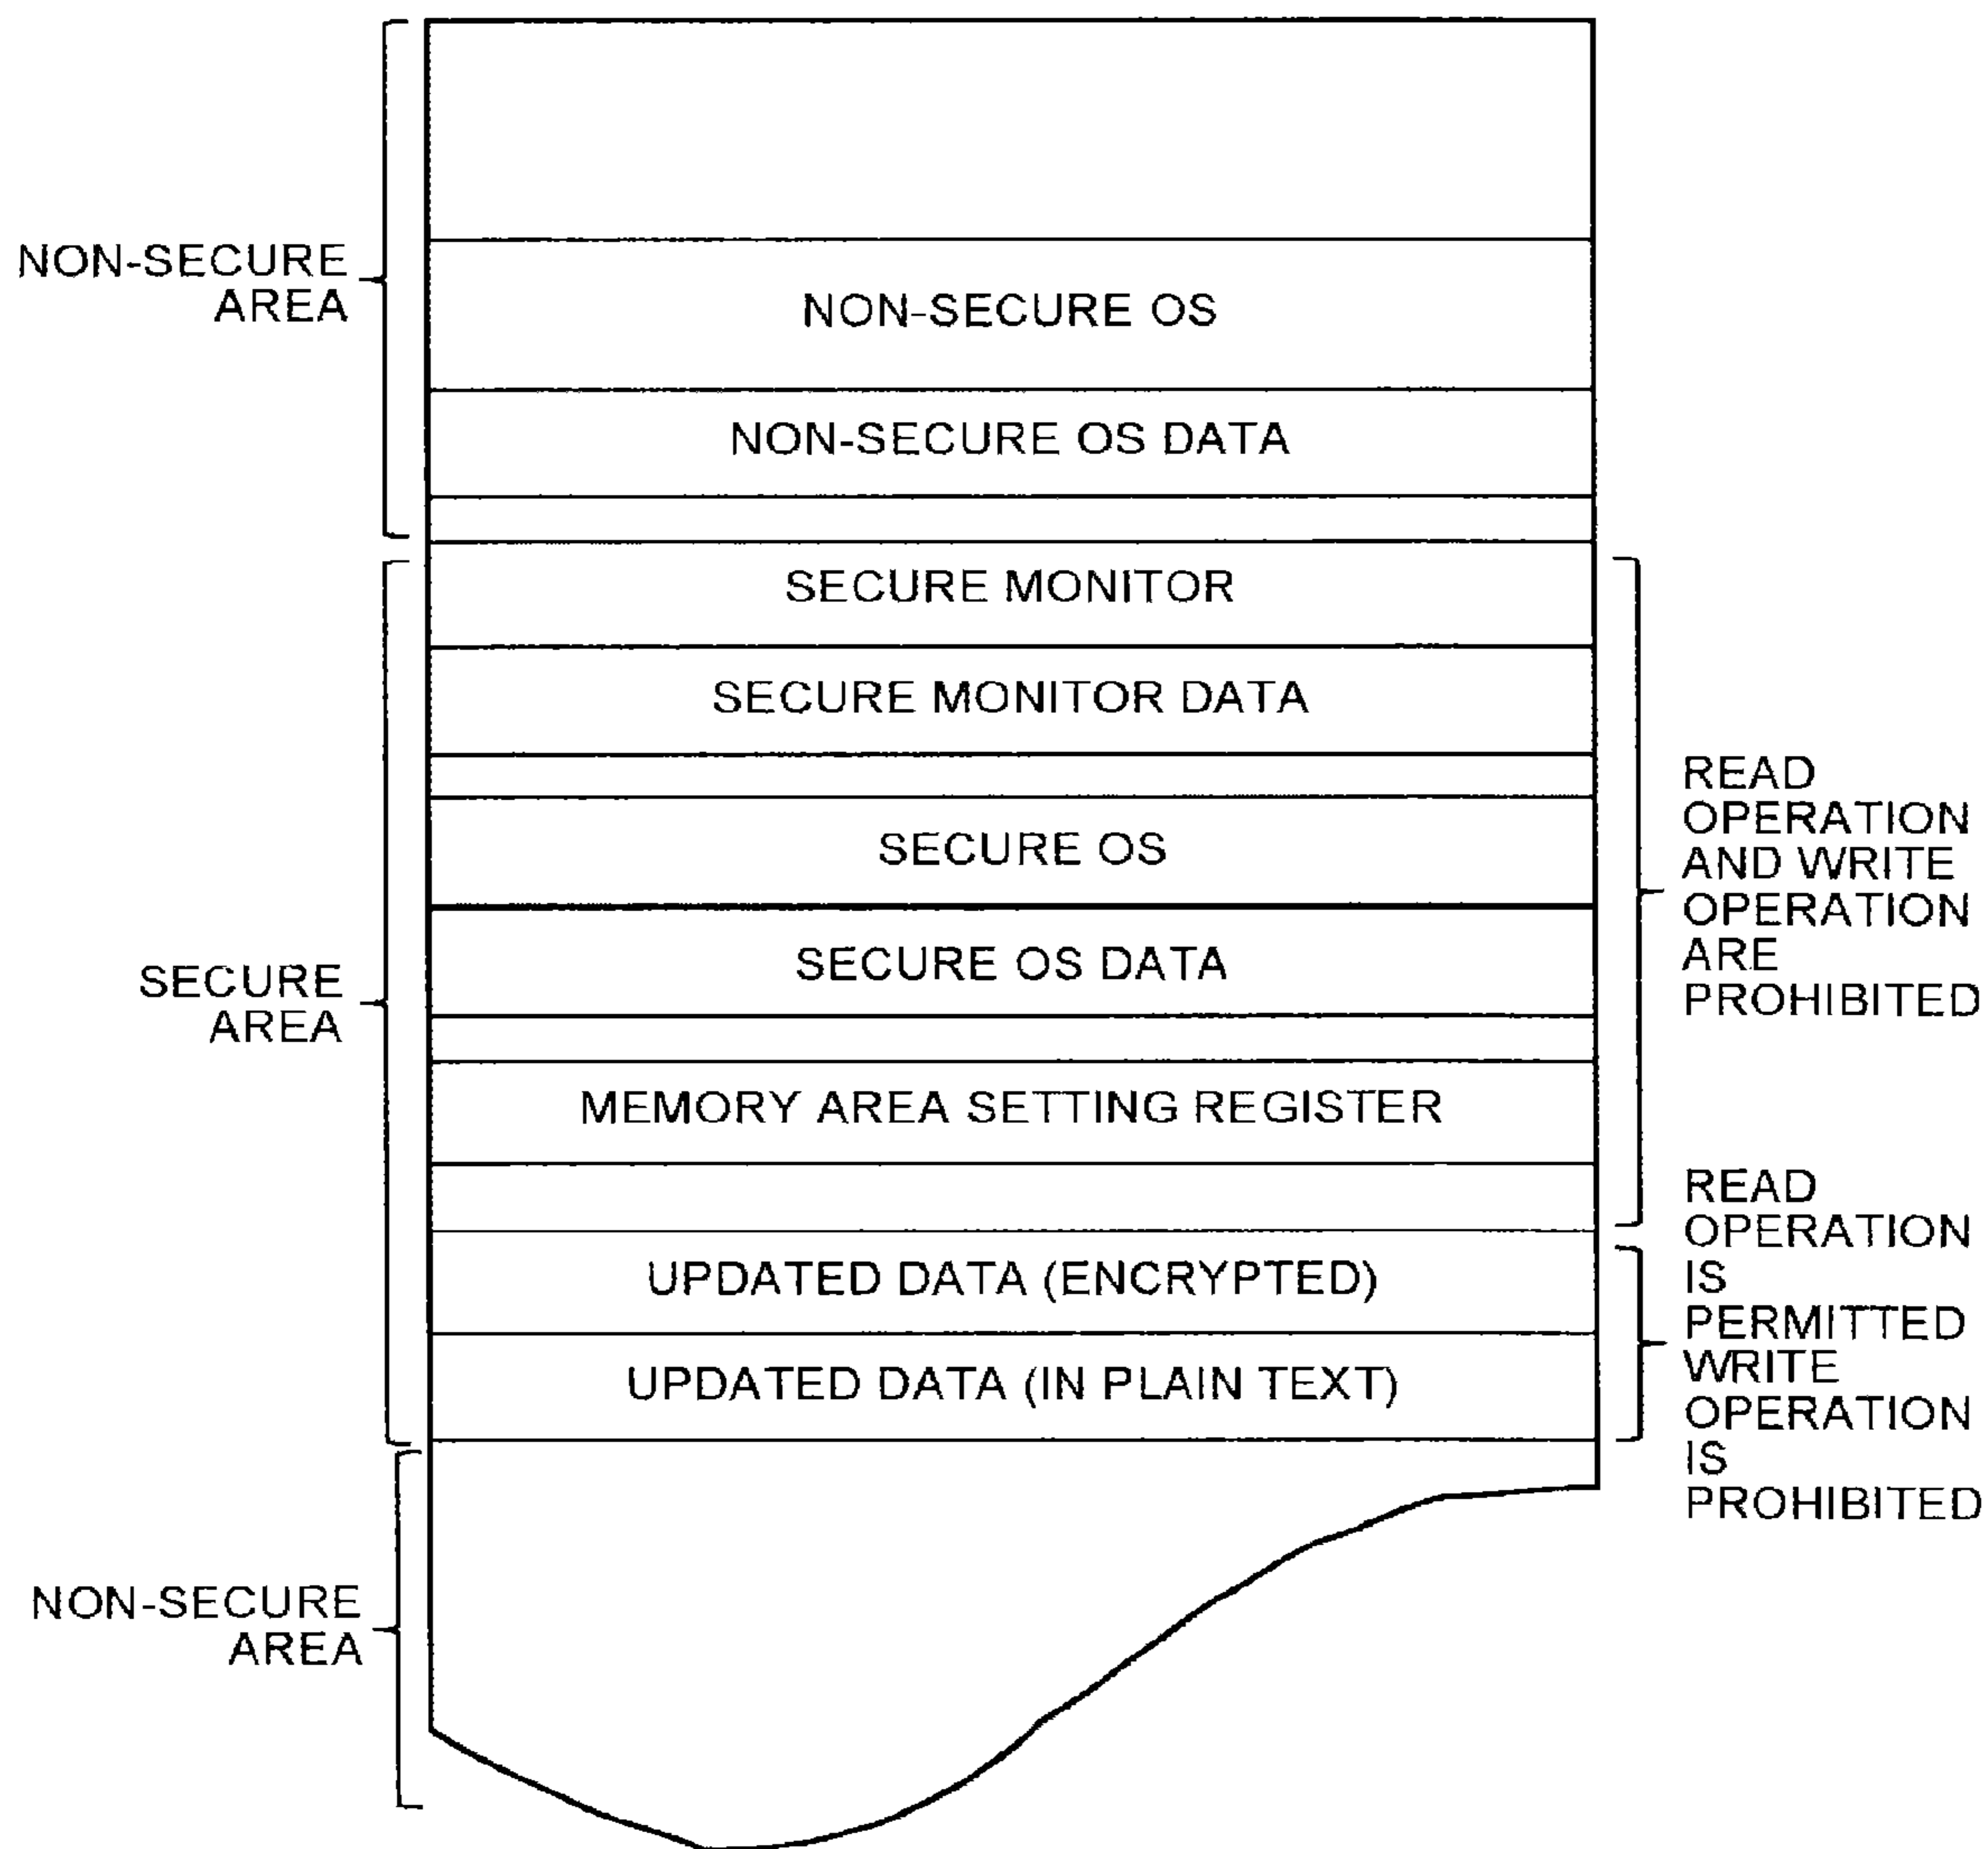 NON-SECURE
AREA
NON-SECURE OS
NON-SECURE OS DATA
SECURE MONITOR
SECURE MONITOR DATA
SECURE OS
SECURE OS DATA
MEMORY AREA SETTING REGISTER
UPDATED DATA (ENCRYPTED)
UPDATED DATA (IN PLAIN TEXT)
SECURE
AREA
NON-SECURE
AREA
READ
OPERATION
AND WRITE
OPERATION
ARE
PROHIBITED
READ
OPERATION
IS
PERMITTED
WRITE
OPERATION
IS
PROHIBITED